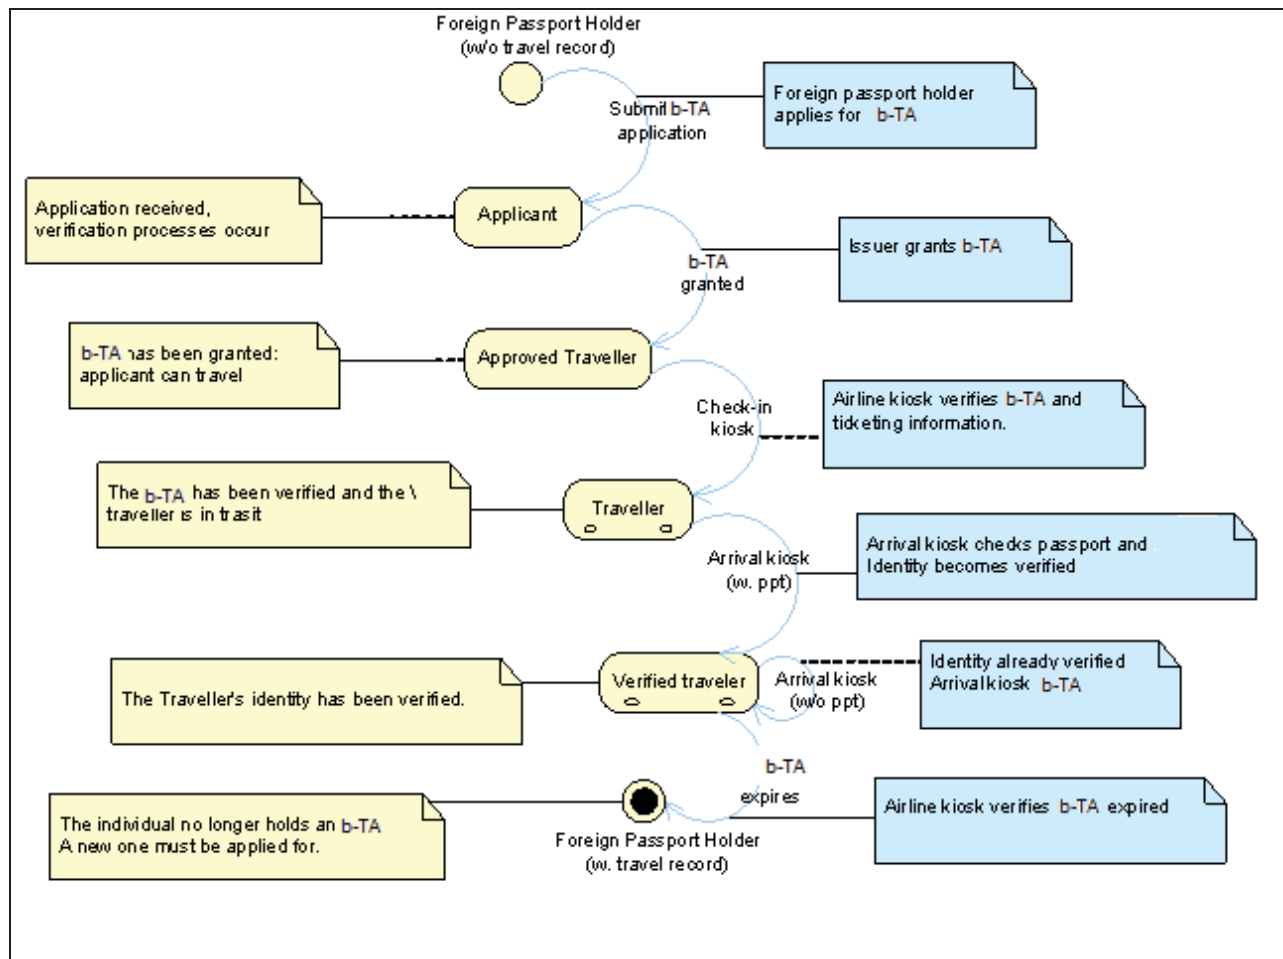 Foreign Passport Holder
(w/o travel record)
Submit b-TA
application
Foreign passport holder
applies for b-TA
Application received,
verification processes occur
Applicant
b-TA
granted
Issuer grants b-TA
b-TA has been granted:
applicant can travel
Approved Traveller
Check-in
kiosk
Airline kiosk verifies b-TA and
ticketing information.
The b-TA has been verified and the \
traveller is in trasit
Traveller
Arrival kiosk
(w. ppt)
Arrival kiosk checks passport and
Identity becomes verified
The Traveller's identity has been verified.
Verified traveler
Arrival kiosk
(w/o ppt)
Identity already verified
Arrival kiosk b-TA
b-TA
expires
Airline kiosk verifies b-TA expired
The individual no longer holds an b-TA
A new one must be applied for.
Foreign Passport Holder
(w. travel record)